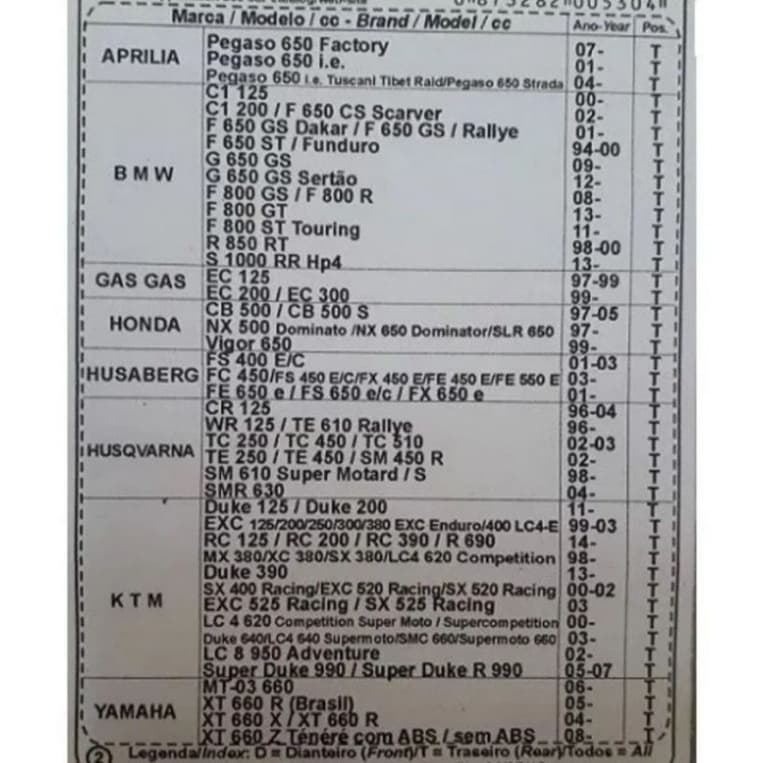 Marca / Modelo / cc - Brand / Model / cc Ano-Year Pos.
APRILIA
Pegaso 650 Factory 07- T
Pegaso 650 i.e. 01- T
Pegaso 650 i.e. Tuscani Tibet Raid/Pegaso 650 Strada 04- T
BMW
C1 125 00- T
C1 200 / F 650 CS Scarver 02- T
F 650 GS Dakar / F 650 GS / Rallye 01- T
F 650 ST / Funduro 94-00 T
G 650 GS 09- T
G 650 GS Sertão 12- T
F 800 GS / F 800 R 08- T
F 800 GT 13- T
F 800 ST Touring 11- T
R 850 RT 98-00 T
S 1000 RR Hp4 13- T
GAS GAS
EC 125 97-99 T
EC 200 / EC 300 99- T
HONDA
CB 500 / CB 500 S 97-05 T
NX 500 Dominato /NX 650 Dominator/SLR 650 97- T
Vigor 650 99- T
HUSABERG
FS 400 E/C 01-03 T
FC 450/FS 450 E/C/FX 450 E/FE 450 E/FE 550 E 03- T
FE 650 e / FS 650 e/c / FX 650 e 01- T
HUSQVARNA
CR 125 96-04 T
WR 125 / TE 610 Rallye 96- T
TC 250 / TC 450 / TC 510 02-03 T
TE 250 / TE 450 / SM 450 R 02- T
SM 610 Super Motard / S 98- T
SMR 630 04- T
KTM
Duke 125 / Duke 200 11- T
EXC 125/200/250/300/380 EXC Enduro/400 LC4-E 99-03 T
RC 125 / RC 200 / RC 390 / R 690 14- T
MX 380/XC 380/SX 380/LC4 620 Competition 98- T
Duke 390 13- T
SX 400 Racing/EXC 520 Racing/SX 520 Racing 00-02 T
EXC 525 Racing / SX 525 Racing 03 T
LC 4 620 Competition Super Moto / Supercompetition 00- T
Duke 640/LC4 640 Supermoto/SMC 660/Supermoto 660 03- T
LC 8 950 Adventure 02- T
Super Duke 990 / Super Duke R 990 05-07 T
YAMAHA
MT-03 660 06- T
XT 660 R (Brasil) 05- T
XT 660 X / XT 660 R 04- T
XT 660 Z Ténéré com ABS / sem ABS 08- T
2 Legenda/Index: D = Dianteiro (Front)/T = Traseiro (Rear)/Todos = All